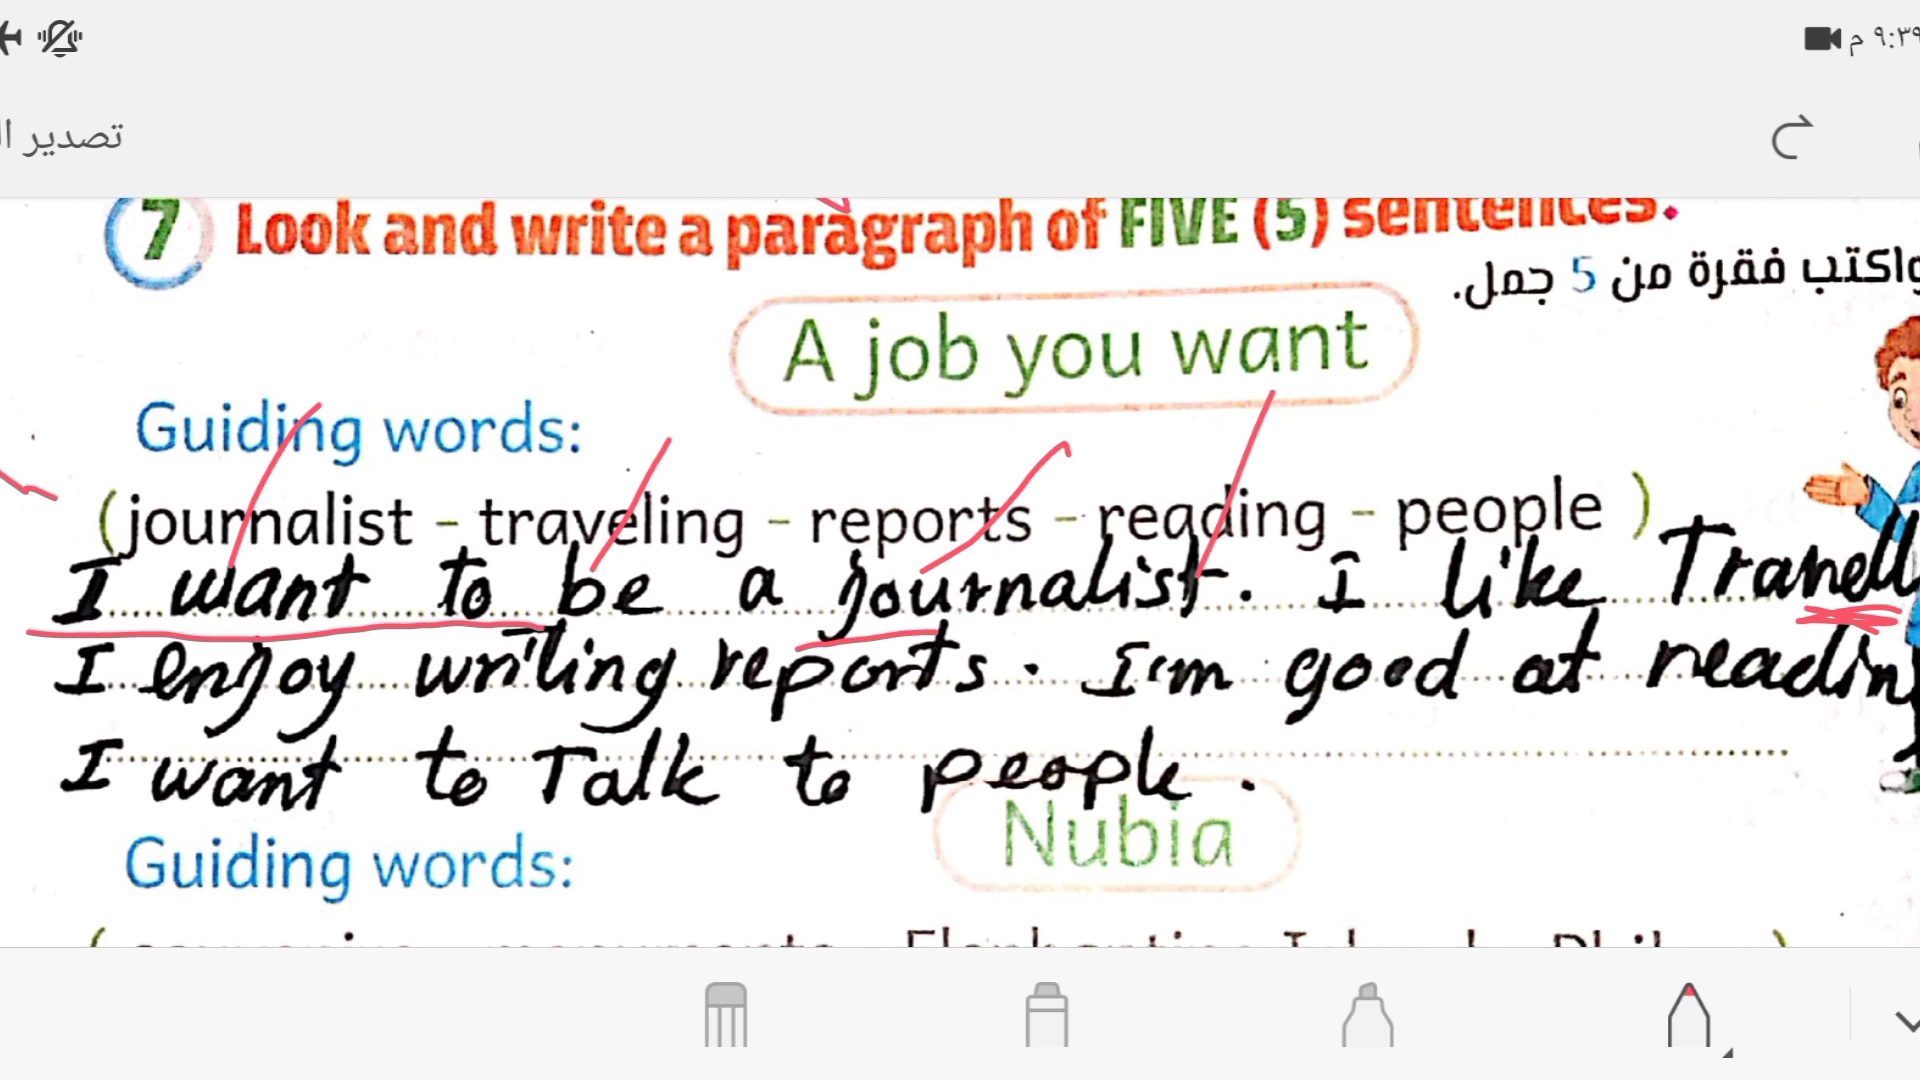 ٩:٣٩ م
تصدير
7 Look and write a paragraph of FIVE (5) sentences.
واكتب فقرة من 5 جمل.
A job you want
Guiding words:
(journalist - traveling - reports - reading - people)
I want to be a journalist. I like
I enjoy writing reports. I'm good at readin
I want to Talk to people.
Nubia
Guiding words: